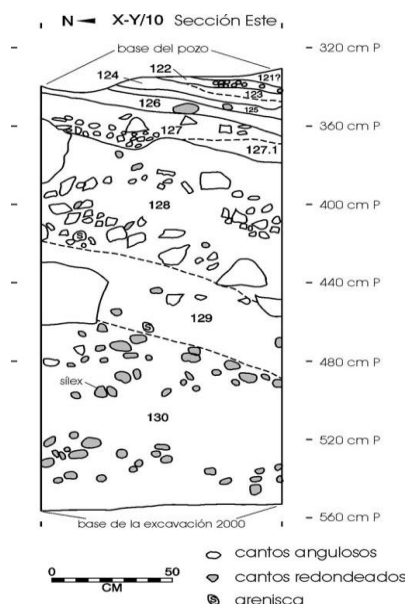 N X-Y/10 Sección Este
320 cm P
base del pozo
122
124
121?
123
126
125
360 cm P
127
127.1
128
400 cm P
S
440 cm P
129
S
480 cm P
sílex
130
520 cm P
base de la excavación 2000
560 cm P
cantos angulosos
0 50
cantos redondeados
CM
S arenisca